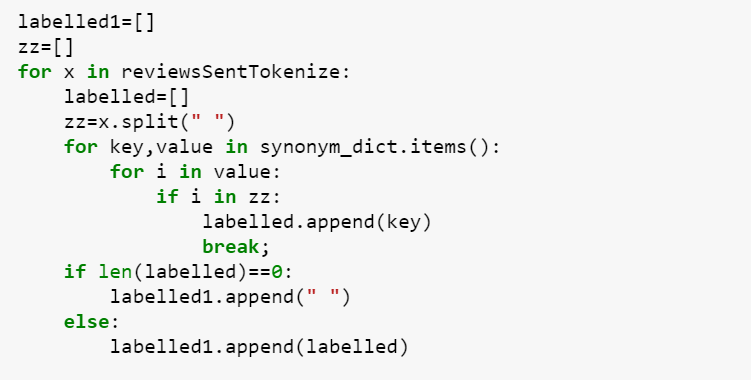 labelled1=[]
zz=[]
for x in reviewsSentTokenize:
    labelled=[]
    zz=x.split(" ")
    for key,value in synonym_dict.items():
        for i in value:
            if i in zz:
                labelled.append(key)
                break;
    if len(labelled)==0:
        labelled1.append(" ")
    else:
        labelled1.append(labelled)